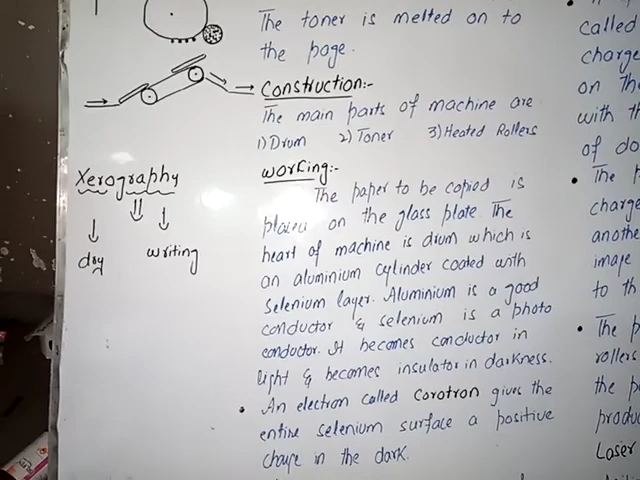 The toner is melted on to
the page.
Construction:-
The main parts of machine are
1) Drum 2) Toner 3) Heated Rollers
Xerography
dry
writing
working:-
The paper to be copied is
placed on the glass plate. The
heart of machine is drum which is
an aluminium cylinder coated with
Selenium layer. Aluminium is a good
conductor & selenium is a photo
conductor. It becomes conductor in
light & becomes insulator in darkness.
• An electron called corotron gives the
entire selenium surface a positive
charge in the dark.
called
charge
on th
with th
of do
• The p
charge
anothe
image
to th
• The p
rollers
the pa
produc
Laser